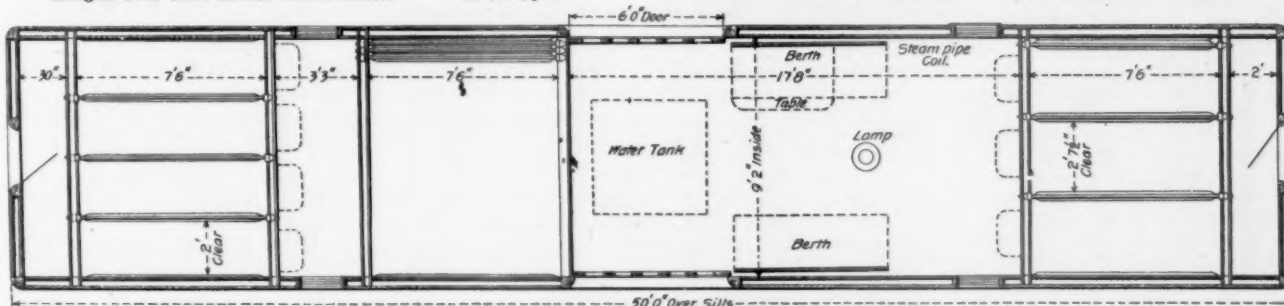 6'0" Door
30"
7'6"
3'3"
7'6"
Berth
17'8"
Table
Steam pipe
Coil.
7'6"
2'
Water Tank
9'2" Inside
Lamp
2' 7½"
Clear
2'
Clear
Berth
50'0" Over Sills